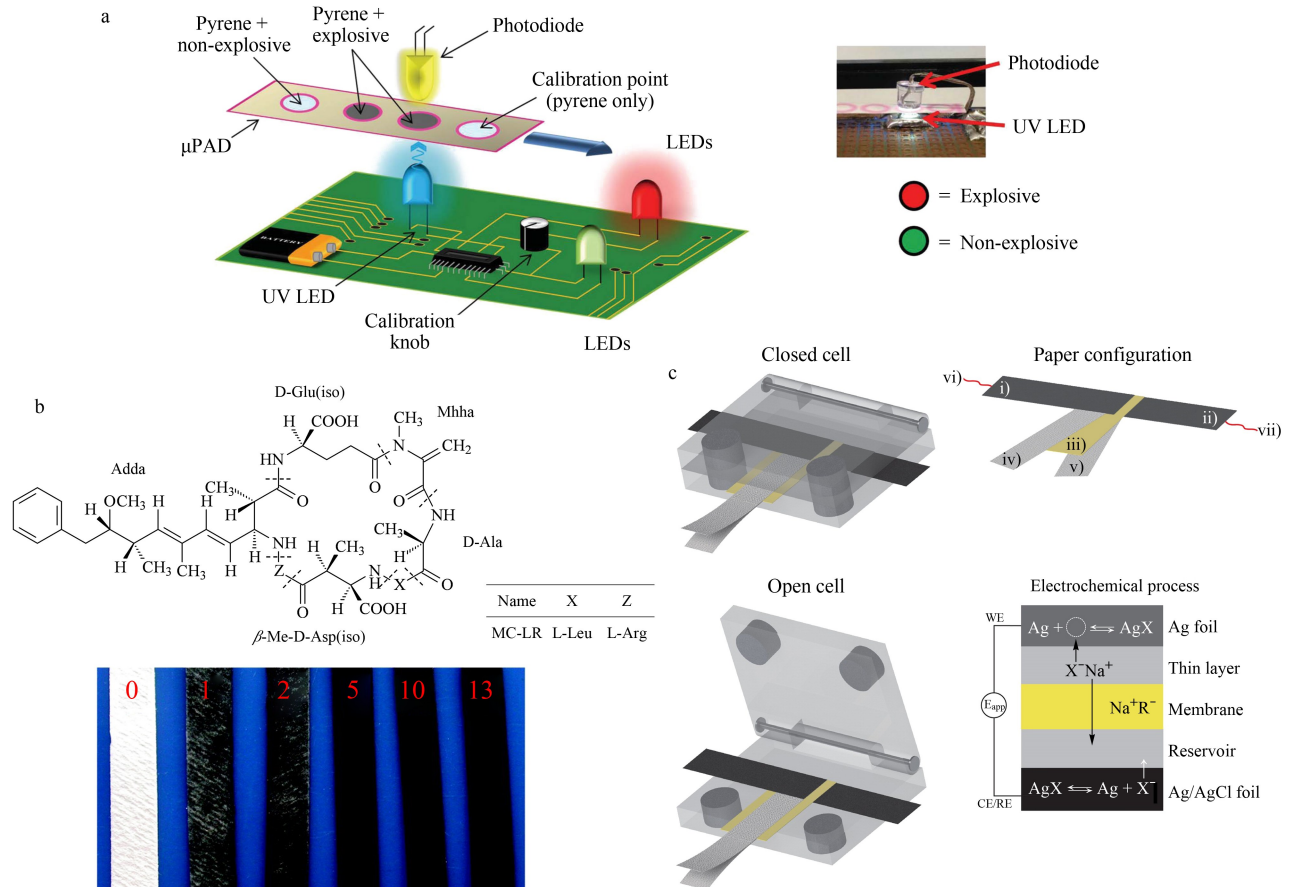 a
Pyrene +
non-explosive
Pyrene +
explosive
Photodiode
Calibration point
(pyrene only)
μPAD
LEDs
BATTERY
UV LED
Calibration
knob
LEDs
Photodiode
UV LED
= Explosive
= Non-explosive
b
D-Glu(iso)
Mhha
Adda
H
COOH
CH₃
N
CH₂
HN
O
O
O
CH₃
H
OCH₃
H
H
H
NH
CH₃
CH₃
H
H
NH
Z
H
CH₃
H
N
H
X
H
CH₃
O
O
COOH
D-Ala
β-Me-D-Asp(iso)
Name X Z
MC-LR L-Leu L-Arg
0 1 2 5 10 13
c
Closed cell
Paper configuration
vi)
i)
ii)
vii)
iii)
iv)
v)
Open cell
Electrochemical process
WE
Ag + ⇌ AgX
Ag foil
X⁻Na⁺
Thin layer
Eapp
Na⁺R⁻
Membrane
Reservoir
AgX ⇌ Ag + X⁻
Ag/AgCl foil
CE/RE